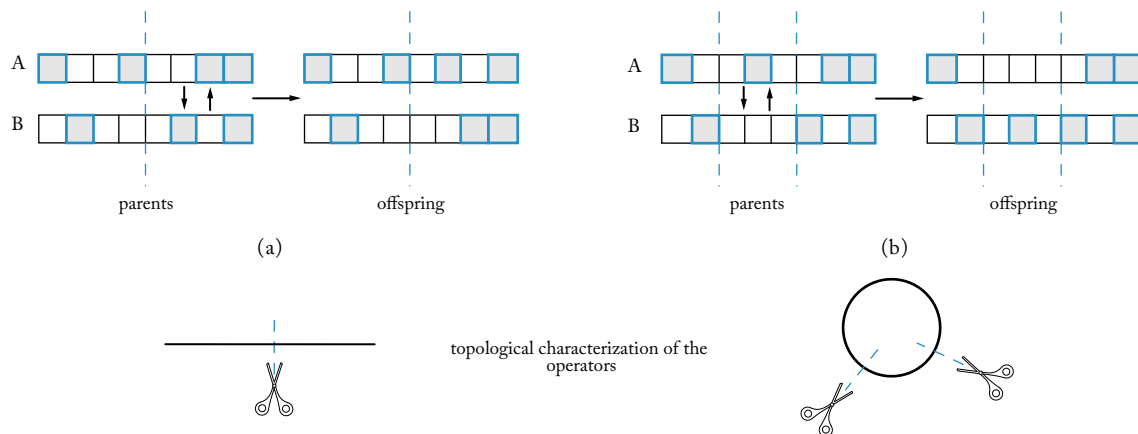 A
B
parents
offspring
(a)
A
B
parents
offspring
(b)
topological characterization of the
operators